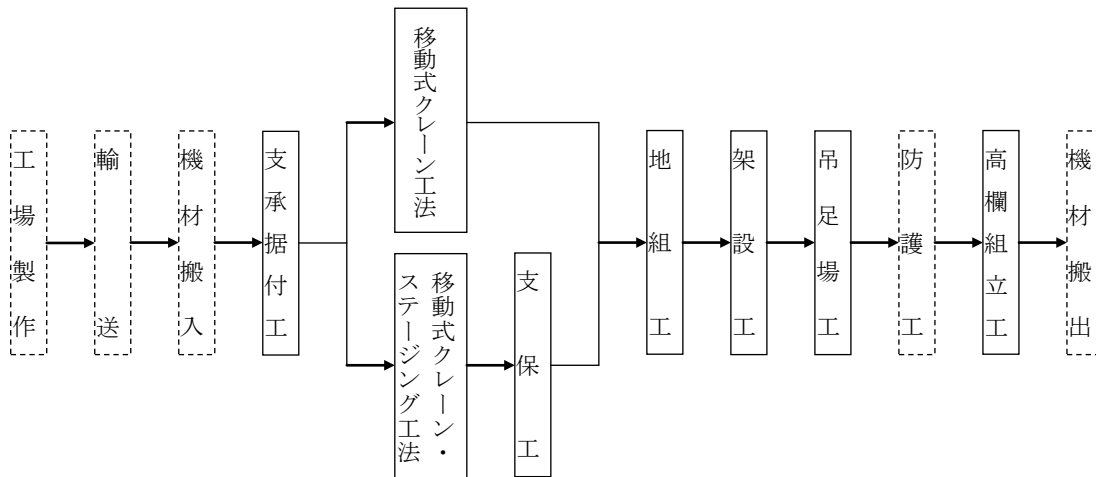 工場製作
輸送
機材搬入
支承据付工
移動式クレーン工法
移動式クレーン・
ステージング工法
支保工
地組工
架設工
吊足場工
防護工
高欄組立工
機材搬出